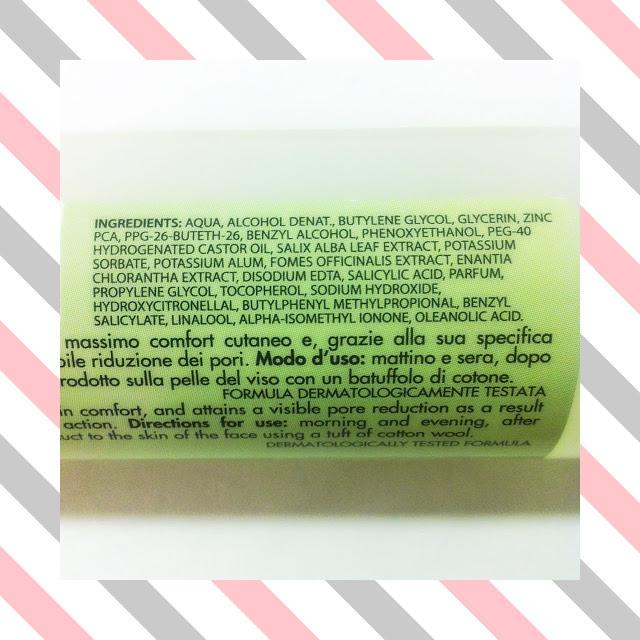 INGREDIENTS: AQUA, ALCOHOL DENAT., BUTYLENE GLYCOL, GLYCERIN, ZINC
PCA, PPG-26-BUTETH-26, BENZYL ALCOHOL, PHENOXYETHANOL, PEG-40
HYDROGENATED CASTOR OIL, SALIX ALBA LEAF EXTRACT, POTASSIUM
SORBATE, POTASSIUM ALUM, FOMES OFFICINALIS EXTRACT, ENANTIA
CHLORANTHA EXTRACT, DISODIUM EDTA, SALICYLIC ACID, PARFUM,
PROPYLENE GLYCOL, TOCOPHEROL, SODIUM HYDROXIDE,
HYDROXYCITRONELLAL, BUTYLPHENYL METHYLPROPIONAL, BENZYL
SALICYLATE, LINALOOL, ALPHA-ISOMETHYL IONONE, OLEANOLIC ACID.
massimo comfort cutaneo e, grazie alla sua specifica
bile riduzione dei pori. Modo d'uso: mattino e sera, dopo
rodotto sulla pelle del viso con un batuffolo di cotone.
FORMULA DERMATOLOGICAMENTE TESTATA
in comfort, and attains a visible pore reduction as a result
action. Directions for use: morning and evening, after
uct to the skin of the face using a tuft of cotton wool.
DERMATOLOGICALLY TESTED FORMULA